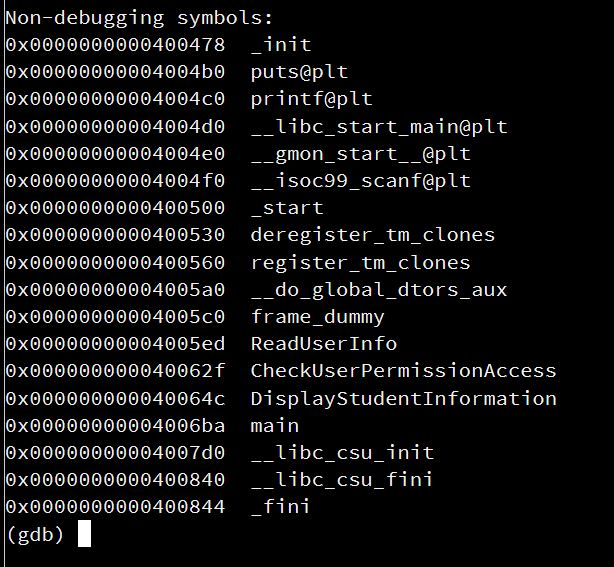 Non-debugging symbols:
0x0000000000400478  _init
0x00000000004004b0  puts@plt
0x00000000004004c0  printf@plt
0x00000000004004d0  __libc_start_main@plt
0x00000000004004e0  __gmon_start__@plt
0x00000000004004f0  __isoc99_scanf@plt
0x0000000000400500  _start
0x0000000000400530  deregister_tm_clones
0x0000000000400560  register_tm_clones
0x00000000004005a0  __do_global_dtors_aux
0x00000000004005c0  frame_dummy
0x00000000004005ed  ReadUserInfo
0x000000000040062f  CheckUserPermissionAccess
0x000000000040064c  DisplayStudentInformation
0x00000000004006ba  main
0x00000000004007d0  __libc_csu_init
0x0000000000400840  __libc_csu_fini
0x0000000000400844  _fini
(gdb)